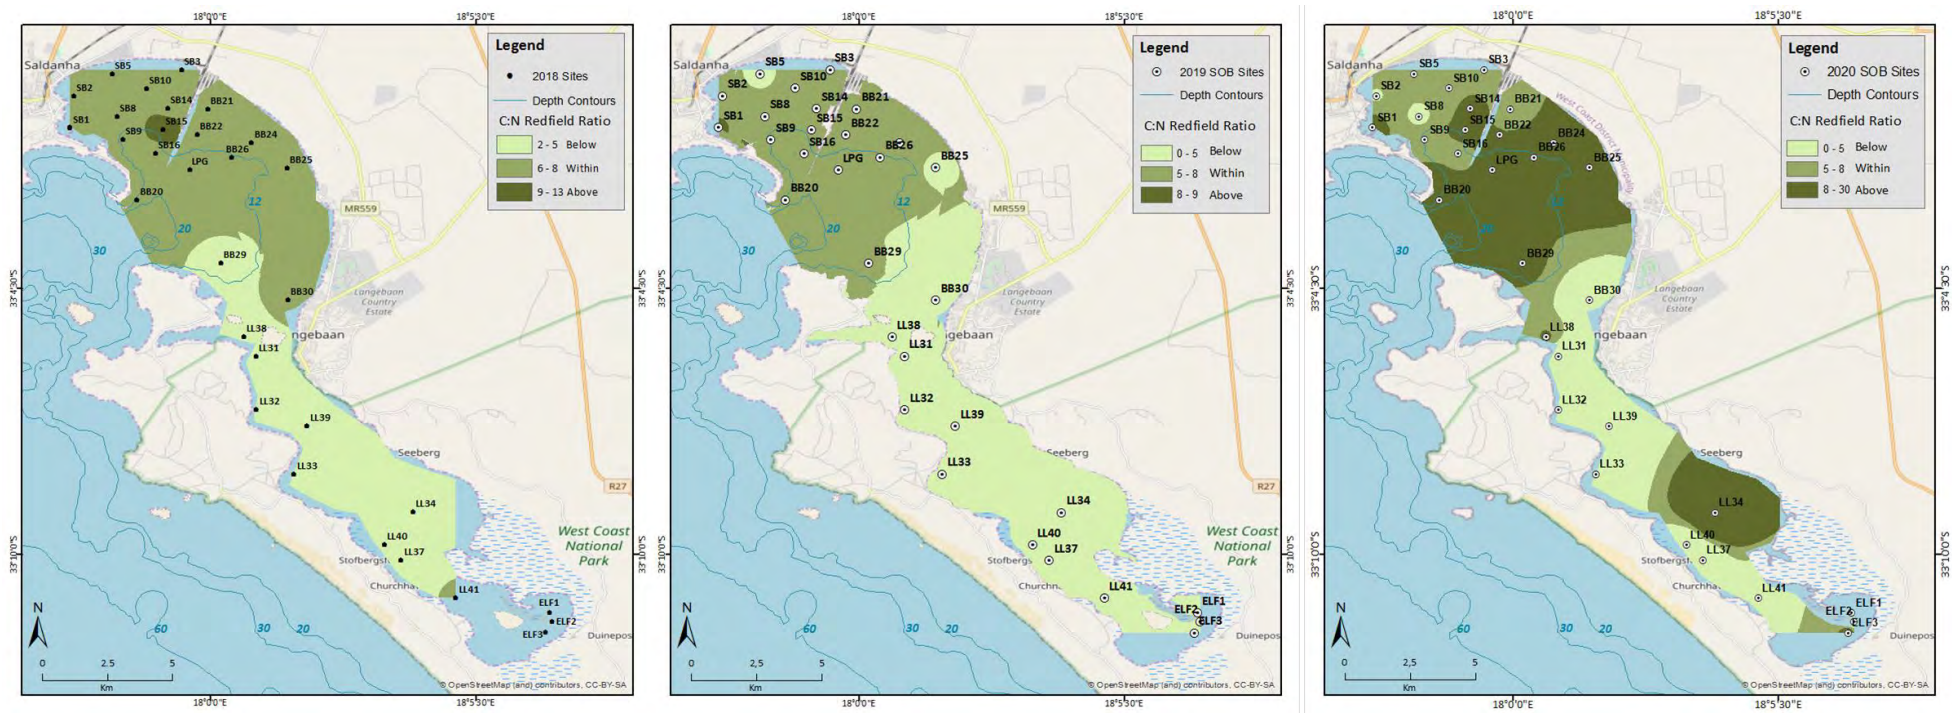 18°0'0"E 18°5'30"E
Legend
2018 Sites
Depth Contours
C:N Redfield Ratio
2 - 5 Below
6 - 8 Within
9 - 13 Above
Saldanha
SB5
SB3
SB10
SB2
SB8
SB14
BB21
SB1
SB15
SB9
BB22
BB24
SB16
BB26
LPG
BB25
BB20
12
MR559
20
30
BB29
33°4'30"S
BB30
Langebaan
Country
Estate
LL38
ngebaan
LL31
LL32
LL39
Seeberg
LL33
R27
LL34
West Coast
National
Park
LL40
LL37
33°10'0"S
Stofbergsf
Churchha
LL41
ELF1
ELF2
ELF3
Duinepos
N
60 30 20
0 2,5 5
Km
© OpenStreetMap (and) contributors, CC-BY-SA
18°0'0"E 18°5'30"E
18°0'0"E 18°5'30"E
Legend
2019 SOB Sites
Depth Contours
C:N Redfield Ratio
0 - 5 Below
5 - 8 Within
8 - 9 Above
Saldanha
SB5
SB3
SB10
SB2
SB8
SB14
BB21
SB1
SB15
SB9
BB22
SB16
BB26
LPG
BB25
BB20
12
MR559
20
30
BB29
33°4'30"S
BB30
Langebaan
Country
Estate
LL38
ngebaan
LL31
LL32
LL39
Seeberg
LL33
R27
LL34
West Coast
National
Park
LL40
LL37
33°10'0"S
Stofbergs
Churchh
LL41
ELF1
ELF2
ELF3
Duinepos
N
60 30 20
0 2,5 5
Km
© OpenStreetMap (and) contributors, CC-BY-SA
18°0'0"E 18°5'30"E
18°0'0"E 18°5'30"E
Legend
2020 SOB Sites
Depth Contours
C:N Redfield Ratio
0 - 5 Below
5 - 8 Within
8 - 30 Above
Saldanha
SB5
SB3
SB10
SB2
SB8
SB14
BB21
West Coast District
SB1
SB15
SB9
BB22
BB24
SB16
BB26
LPG
BB25
BB20
30
BB29
33°4'30"S
BB30
Langebaan
Country
Estate
LL38
ngebaan
LL31
LL32
LL39
Seeberg
LL33
LL34
LL40
LL37
33°10'0"S
Stofbergsf
Churchha
LL41
ELF1
ELF2
ELF3
Duinepos
N
60 30 20
0 2,5 5
Km
© OpenStreetMap (and) contributors, CC-BY-SA
18°0'0"E 18°5'30"E